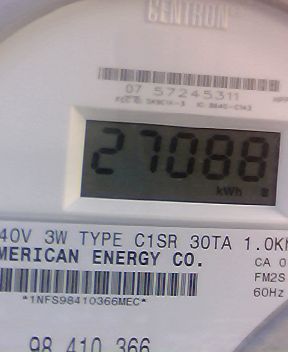 CENTRON
07 57245311
27088
kWh
40V 3W TYPE C1SR 30TA 1.0K
MERICAN ENERGY CO.
CA 0
FM2S
60Hz
*1NFS98410366MEC*
98 410 366